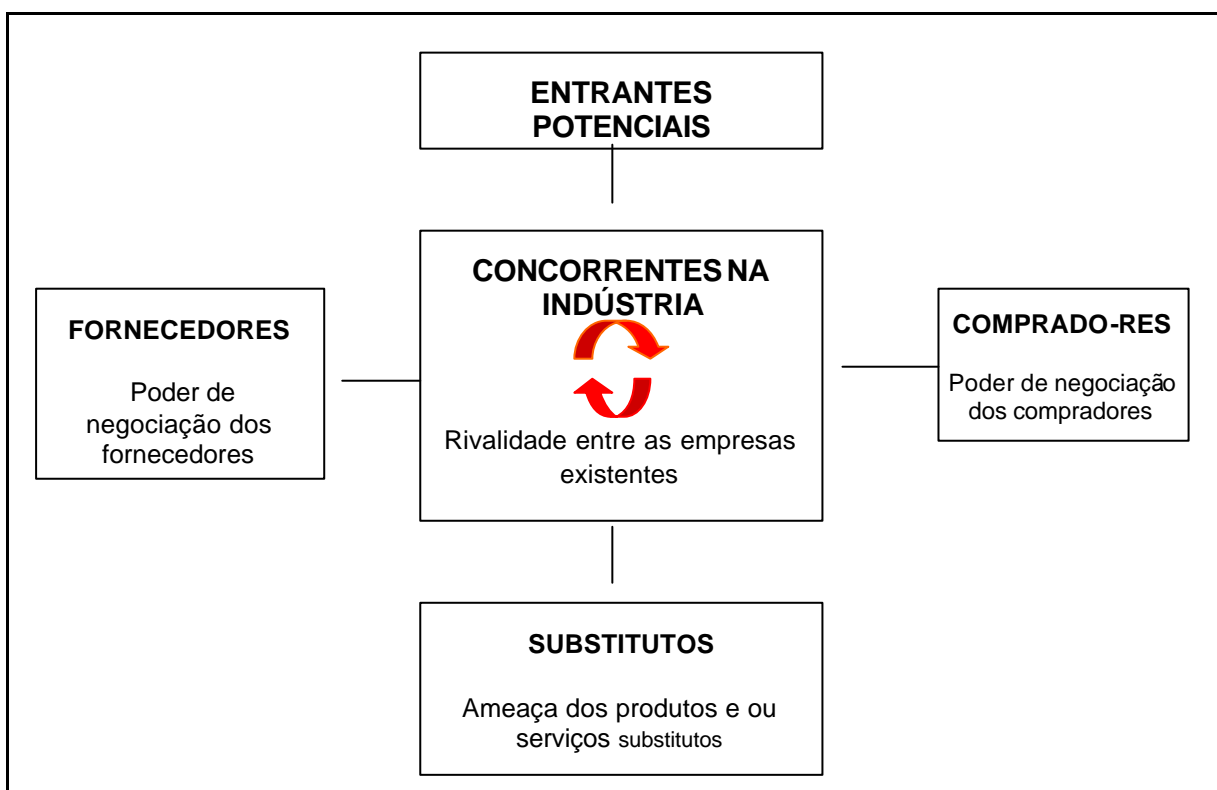 ENTRANTES
POTENCIAIS
CONCORRENTES NA
INDÚSTRIA
Rivalidade entre as empresas
existentes
FORNECEDORES
Poder de
negociação dos
fornecedores
COMPRADO-RES
Poder de negociação
dos compradores
SUBSTITUTOS
Ameaça dos produtos e ou
serviços substitutos